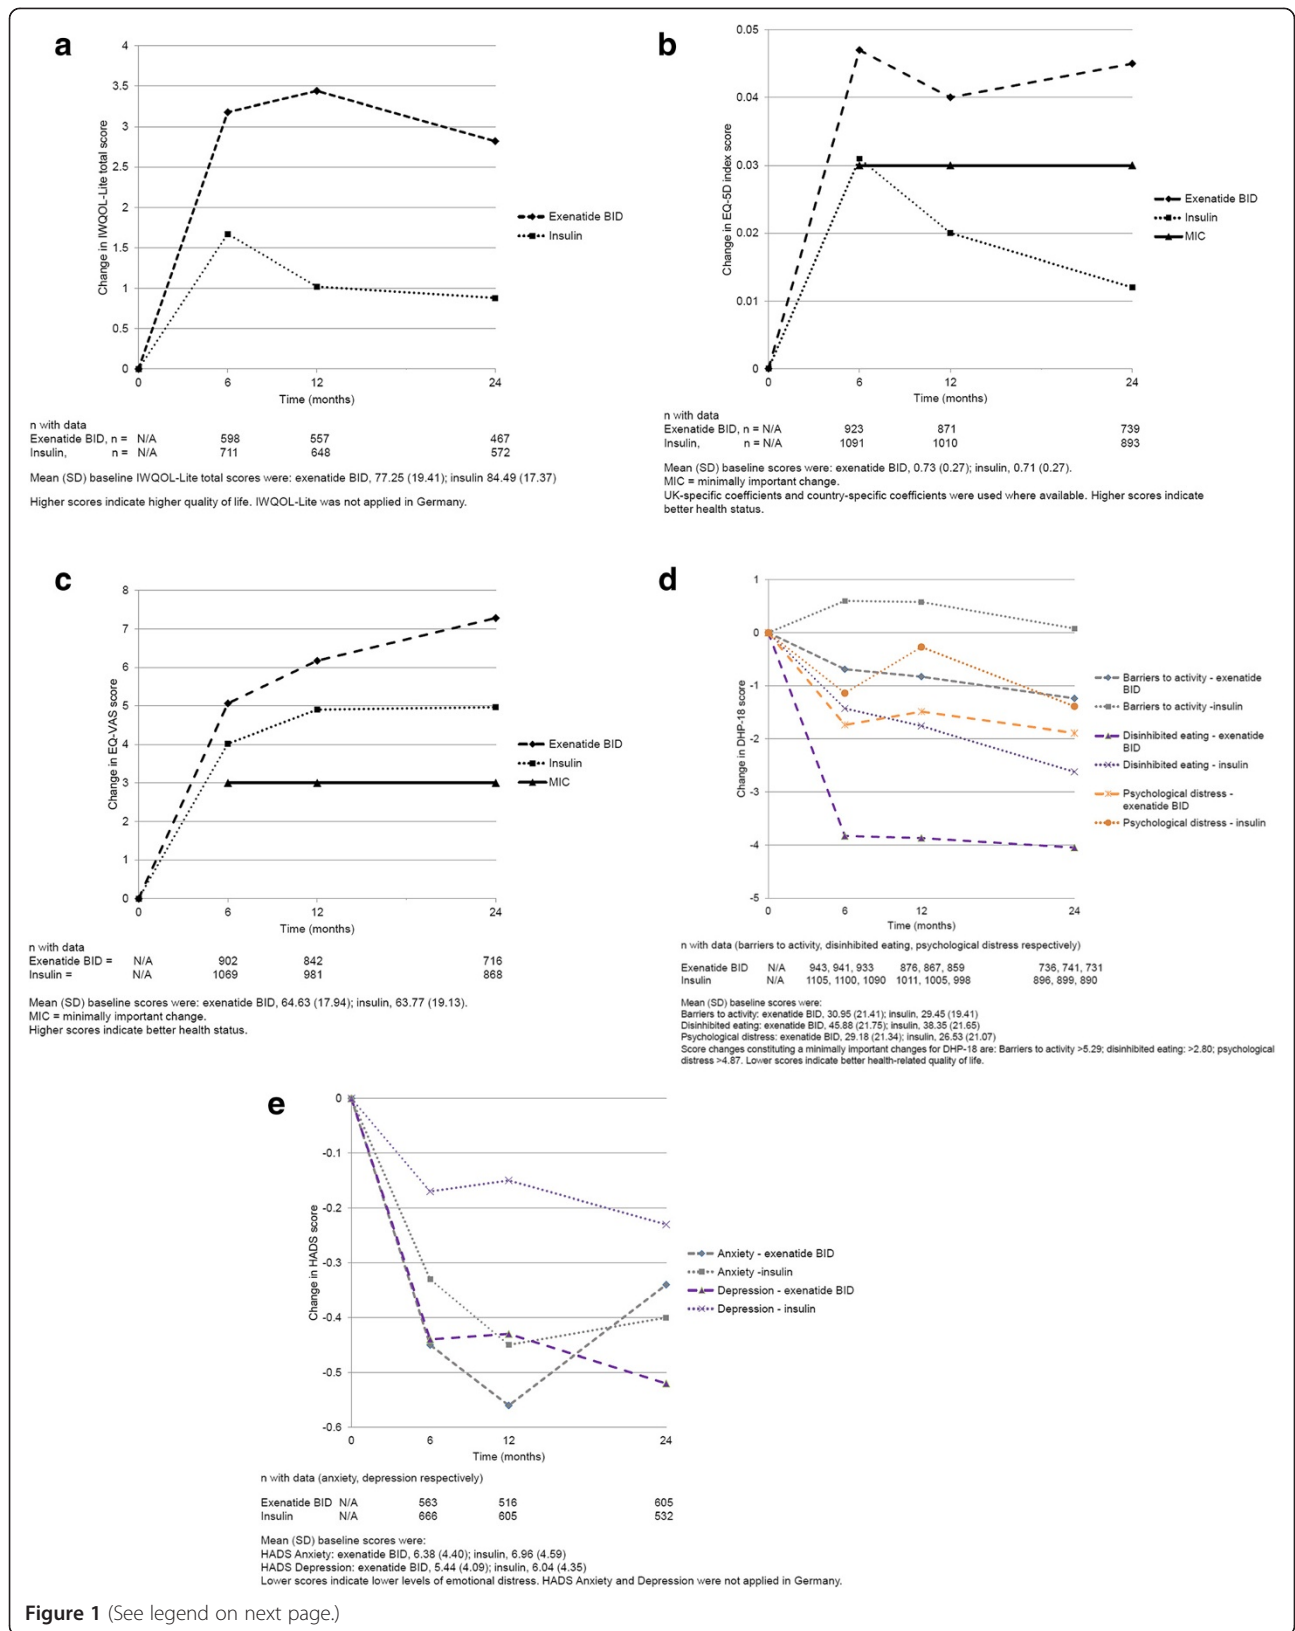 a
4
3.5
3
2.5
2
1.5
1
0.5
0
Change in IWQOL-Lite total score
0 6 12 24
Time (months)
Exenatide BID
Insulin
n with data
Exenatide BID, n = N/A 598 557 467
Insulin, n = N/A 711 648 572
Mean (SD) baseline IWQOL-Lite total scores were: exenatide BID, 77.25 (19.41); insulin 84.49 (17.37)
Higher scores indicate higher quality of life. IWQOL-Lite was not applied in Germany.
b
0.05
0.04
0.03
0.02
0.01
0
Change in EQ-5D index score
0 6 12 24
Time (months)
Exenatide BID
Insulin
MIC
n with data
Exenatide BID, n = N/A 923 871 739
Insulin, n = N/A 1091 1010 893
Mean (SD) baseline scores were: exenatide BID, 0.73 (0.27); insulin, 0.71 (0.27).
MIC = minimally important change.
UK-specific coefficients and country-specific coefficients were used where available. Higher scores indicate
better health status.
c
8
7
6
5
4
3
2
1
0
Change in EQ-VAS score
0 6 12 24
Time (months)
Exenatide BID
Insulin
MIC
n with data
Exenatide BID = N/A 902 842 716
Insulin = N/A 1069 981 868
Mean (SD) baseline scores were: exenatide BID, 64.63 (17.94); insulin, 63.77 (19.13).
MIC = minimally important change.
Higher scores indicate better health status.
d
1
0
-1
-2
-3
-4
-5
Change in DHP-18 score
0 6 12 24
Time (months)
Barriers to activity - exenatide
BID
Barriers to activity -insulin
Disinhibited eating - exenatide
BID
Disinhibited eating - insulin
Psychological distress -
exenatide BID
Psychological distress - insulin
n with data (barriers to activity, disinhibited eating, psychological distress respectively)
Exenatide BID N/A 943, 941, 933 876, 867, 859 736, 741, 731
Insulin N/A 1105, 1100, 1090 1011, 1005, 998 896, 899, 890
Mean (SD) baseline scores were:
Barriers to activity: exenatide BID, 30.95 (21.41); insulin, 29.45 (19.41)
Disinhibited eating: exenatide BID, 45.88 (21.75); insulin, 38.35 (21.65)
Psychological distress: exenatide BID, 29.18 (21.34); insulin, 26.53 (21.07)
Score changes constituting a minimally important changes for DHP-18 are: Barriers to activity >5.29; disinhibited eating: >2.80; psychological
distress >4.87. Lower scores indicate better health-related quality of life.
e
0
-0.1
-0.2
-0.3
-0.4
-0.5
-0.6
Change in HADS score
0 6 12 24
Time (months)
Anxiety - exenatide BID
Anxiety -insulin
Depression - exenatide BID
Depression - insulin
n with data (anxiety, depression respectively)
Exenatide BID N/A 563 516 605
Insulin N/A 666 605 532
Mean (SD) baseline scores were:
HADS Anxiety: exenatide BID, 6.38 (4.40); insulin, 6.96 (4.59)
HADS Depression: exenatide BID, 5.44 (4.09); insulin, 6.04 (4.35)
Lower scores indicate lower levels of emotional distress. HADS Anxiety and Depression were not applied in Germany.
Figure 1 (See legend on next page.)